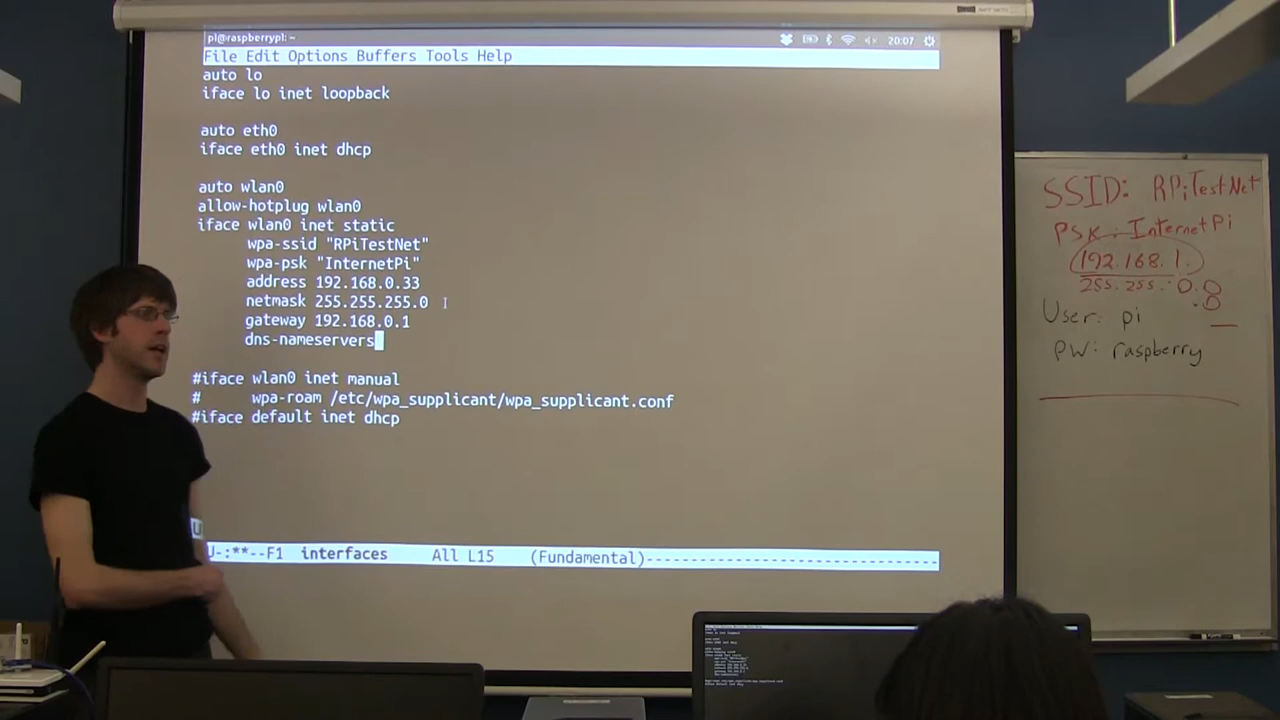 pi@raspberrypi: ~
20:07
File Edit Options Buffers Tools Help
auto lo
iface lo inet loopback
auto eth0
iface eth0 inet dhcp
auto wlan0
allow-hotplug wlan0
iface wlan0 inet static
wpa-ssid "RPiTestNet"
wpa-psk "InternetPi"
address 192.168.0.33
netmask 255.255.255.0
gateway 192.168.0.1
dns-nameservers
#iface wlan0 inet manual
# wpa-roam /etc/wpa_supplicant/wpa_supplicant.conf
#iface default inet dhcp
U-:**--F1 interfaces All L15 (Fundamental)--------------------------------
SSID: RPiTestNet
PSK: InternetPi
192.168.1.
255.255.0.0
.0
User: pi
PW: raspberry